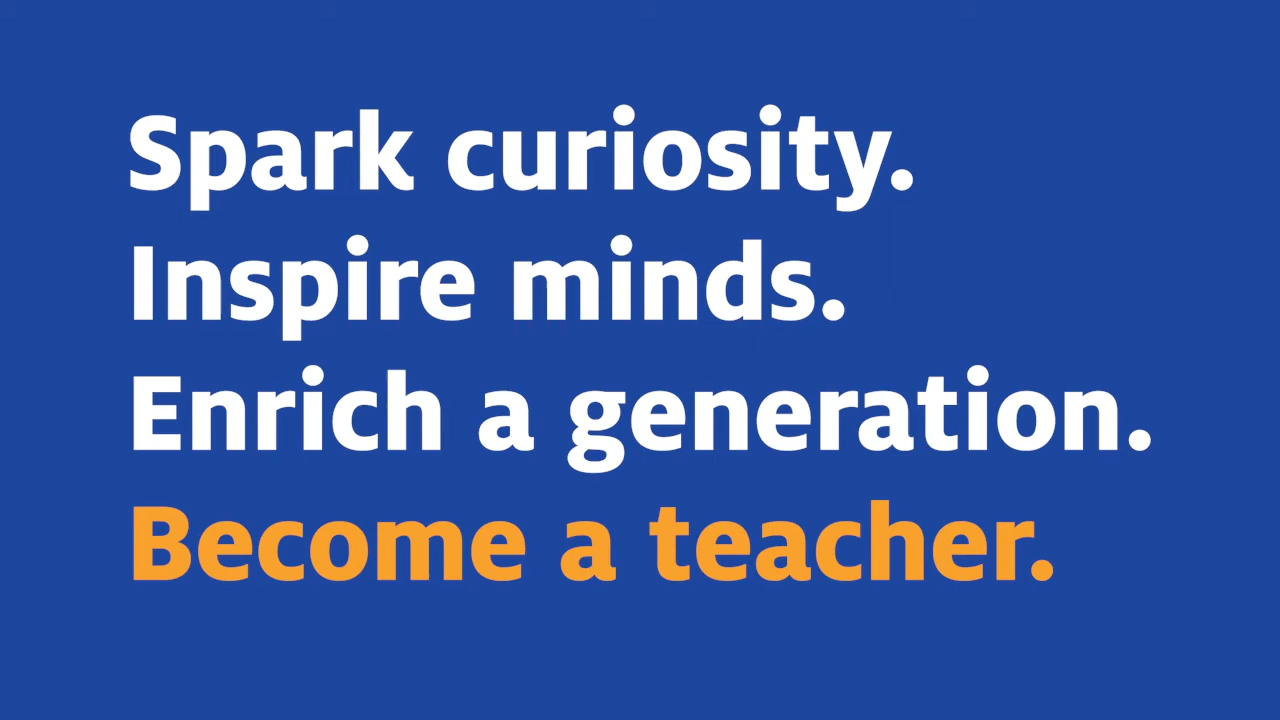 Spark curiosity.
Inspire minds.
Enrich a generation.
Become a teacher.